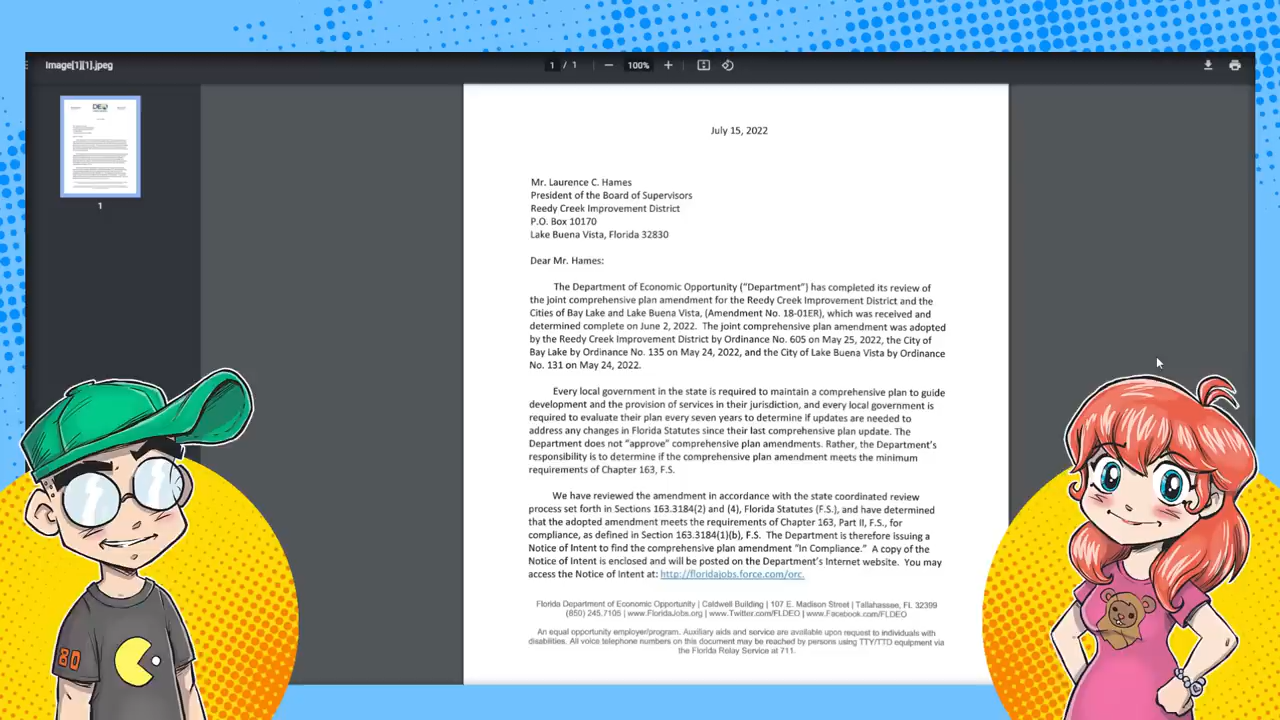 Image[1][1].jpeg
1 / 1
100%
1
July 15, 2022
Mr. Laurence C. Hames
President of the Board of Supervisors
Reedy Creek Improvement District
P.O. Box 10170
Lake Buena Vista, Florida 32830
Dear Mr. Hames:
The Department of Economic Opportunity ("Department") has completed its review of
the joint comprehensive plan amendment for the Reedy Creek Improvement District and the
Cities of Bay Lake and Lake Buena Vista, (Amendment No. 18-01ER), which was received and
determined complete on June 2, 2022. The joint comprehensive plan amendment was adopted
by the Reedy Creek Improvement District by Ordinance No. 605 on May 25, 2022, the City of
Bay Lake by Ordinance No. 135 on May 24, 2022, and the City of Lake Buena Vista by Ordinance
No. 131 on May 24, 2022.
Every local government in the state is required to maintain a comprehensive plan to guide
development and the provision of services in their jurisdiction, and every local government is
required to evaluate their plan every seven years to determine if updates are needed to
address any changes in Florida Statutes since their last comprehensive plan update. The
Department does not "approve" comprehensive plan amendments. Rather, the Department's
responsibility is to determine if the comprehensive plan amendment meets the minimum
requirements of Chapter 163, F.S.
We have reviewed the amendment in accordance with the state coordinated review
process set forth in Sections 163.3184(2) and (4), Florida Statutes (F.S.), and have determined
that the adopted amendment meets the requirements of Chapter 163, Part II, F.S., for
compliance, as defined in Section 163.3184(1)(b), F.S. The Department is therefore issuing a
Notice of Intent to find the comprehensive plan amendment "In Compliance." A copy of the
Notice of Intent is enclosed and will be posted on the Department's Internet website. You may
access the Notice of Intent at: http://floridajobs.force.com/orc.
Florida Department of Economic Opportunity | Caldwell Building | 107 E. Madison Street | Tallahassee, FL 32399
(850) 245.7105 | www.FloridaJobs.org | www.Twitter.com/FLDEO | www.Facebook.com/FLDEO
An equal opportunity employer/program. Auxiliary aids and service are available upon request to individuals with
disabilities. All voice telephone numbers on this document may be reached by persons using TTY/TTD equipment via
the Florida Relay Service at 711.
80